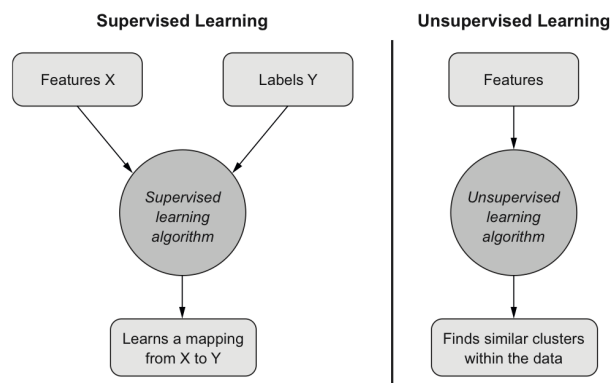 Supervised Learning
Features X
Labels Y
Supervised
learning
algorithm
Learns a mapping
from X to Y
Unsupervised Learning
Features
Unsupervised
learning
algorithm
Finds similar clusters
within the data